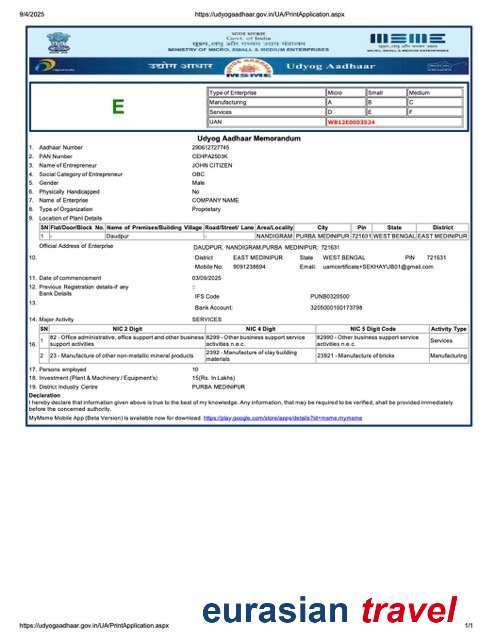 9/4/2025 https://udyogaadhaar.gov.in/UA/PrintApplication.aspx
भारत सरकार
Govt. of India
सूक्ष्म, लघु और मध्यम उद्यम मंत्रालय
MINISTRY OF MICRO, SMALL & MEDIUM ENTERPRISES
MICRO, SMALL & MEDIUM ENTERPRISES
उद्योग आधार MSME Udyog Aadhaar
E
Type of Enterprise Micro Small Medium
Manufacturing A B C
Services D E F
UAN WB12E0003524
Udyog Aadhaar Memorandum
1. Aadhaar Number 290612727745
2. PAN Number CEHPA2503K
3. Name of Entrepreneur JOHN CITIZEN
4. Social Category of Entrepreneur OBC
5. Gender Male
6. Physically Handicapped No
7. Name of Enterprise COMPANY NAME
8. Type of Organization Proprietary
9. Location of Plant Details
SN Flat/Door/Block No. Name of Premises/Building Village Road/Street/ Lane Area/Locality City Pin State District
1 - Daudpur - NANDIGRAM PURBA MEDINIPUR 721631 WEST BENGAL EAST MEDINIPUR
Official Address of Enterprise DAUDPUR, NANDIGRAM,PURBA MEDINIPUR, 721631
10. District EAST MEDINIPUR State WEST BENGAL PIN 721631
Mobile No: 9091238694 Email: uamcertificate+SEKHAYUB01@gmail.com
11. Date of commencement 03/09/2025
12. Previous Registration details-if any :
13. Bank Details IFS Code PUNB0320500
Bank Account: 3205000100173798
14. Major Activity SERVICES
SN NIC 2 Digit NIC 4 Digit NIC 5 Digit Code Activity Type
16. 1 82 - Office administrative, office support and other business support activities 8299 - Other business support service activities n.e.c. 82990 - Other business support service activities n.e.c. Services
2 23 - Manufacture of other non-metallic mineral products 2392 - Manufacture of clay building materials 23921 - Manufacture of bricks Manufacturing
17. Persons employed 10
18. Investment (Plant & Machinery / Equipment's) 15(Rs. In Lakhs)
19. District Industry Centre PURBA MEDINIPUR
Declaration
I hereby declare that information given above is true to the best of my knowledge. Any information, that may be required to be verified, shall be provided immediately
before the concerned authority.
MyMsme Mobile App (Beta Version) is available now for download. https://play.google.com/store/apps/details?id=msme.mymsme
eurasian travel
https://udyogaadhaar.gov.in/UA/PrintApplication.aspx 1/1